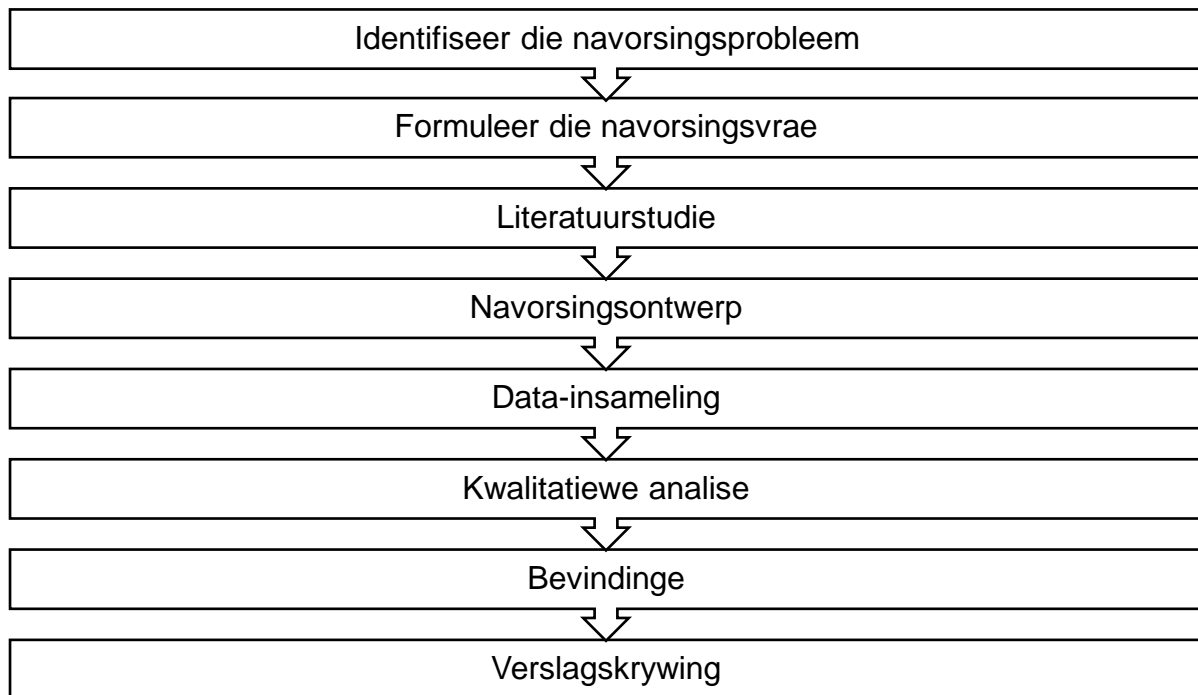 Identifiseer die navorsingsprobleem
Formuleer die navorsingsvrae
Literatuurstudie
Navorsingsontwerp
Data-insameling
Kwalitatiewe analise
Bevindinge
Verslagskrywing